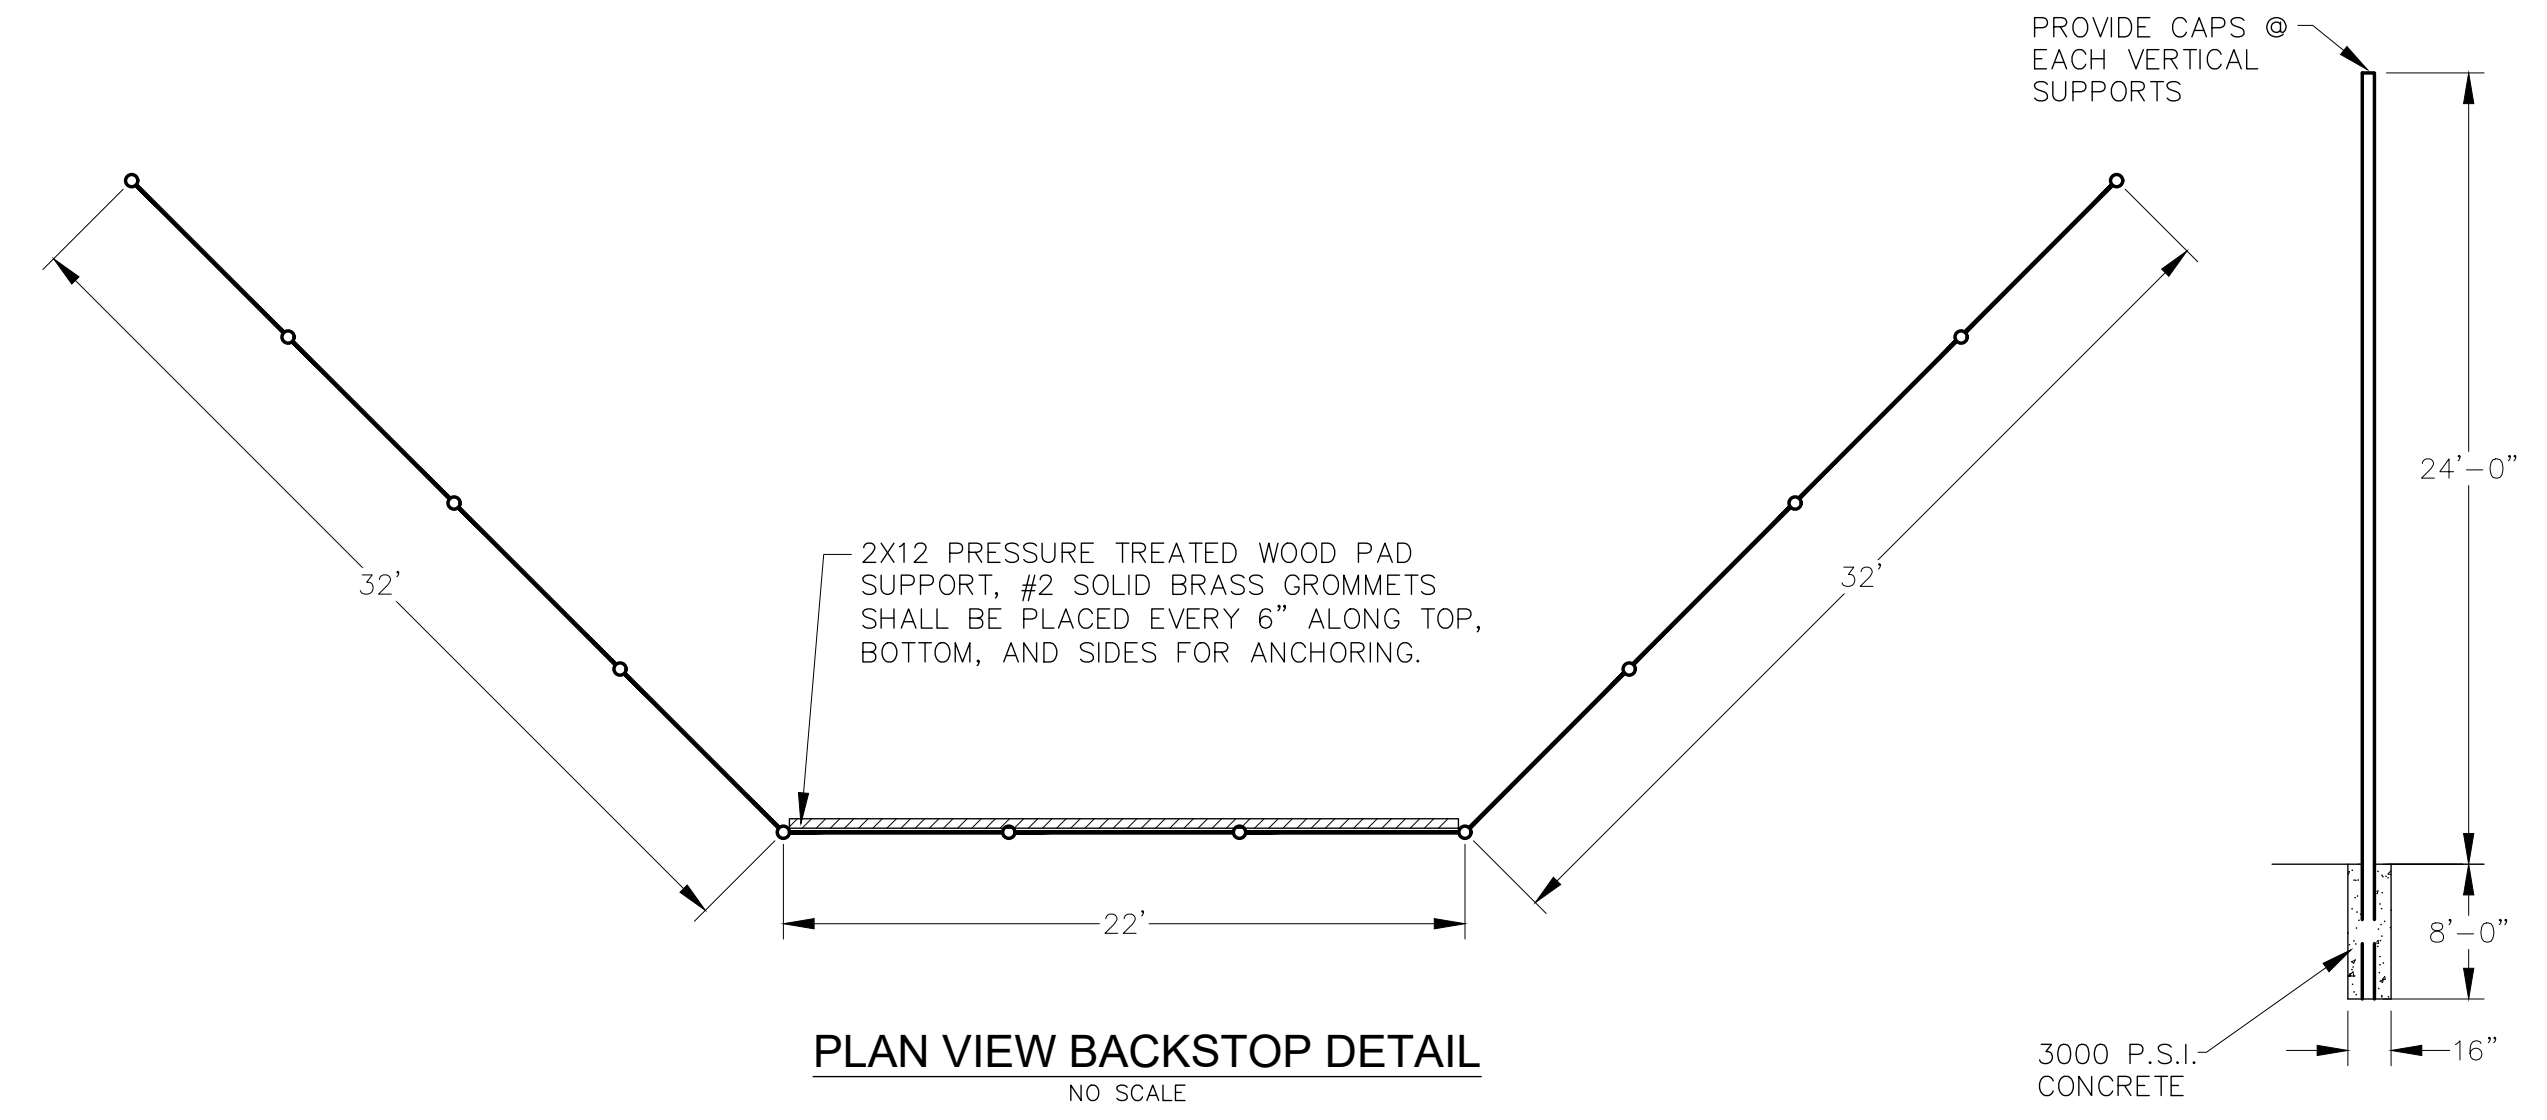 PROVIDE CAPS @
EACH VERTICAL
SUPPORTS
24'-0"
32'
2X12 PRESSURE TREATED WOOD PAD
SUPPORT, #2 SOLID BRASS GROMMETS
SHALL BE PLACED EVERY 6" ALONG TOP,
BOTTOM, AND SIDES FOR ANCHORING.
32'
22'
8'-0"
3000 P.S.I.
CONCRETE
16"
PLAN VIEW BACKSTOP DETAIL
NO SCALE